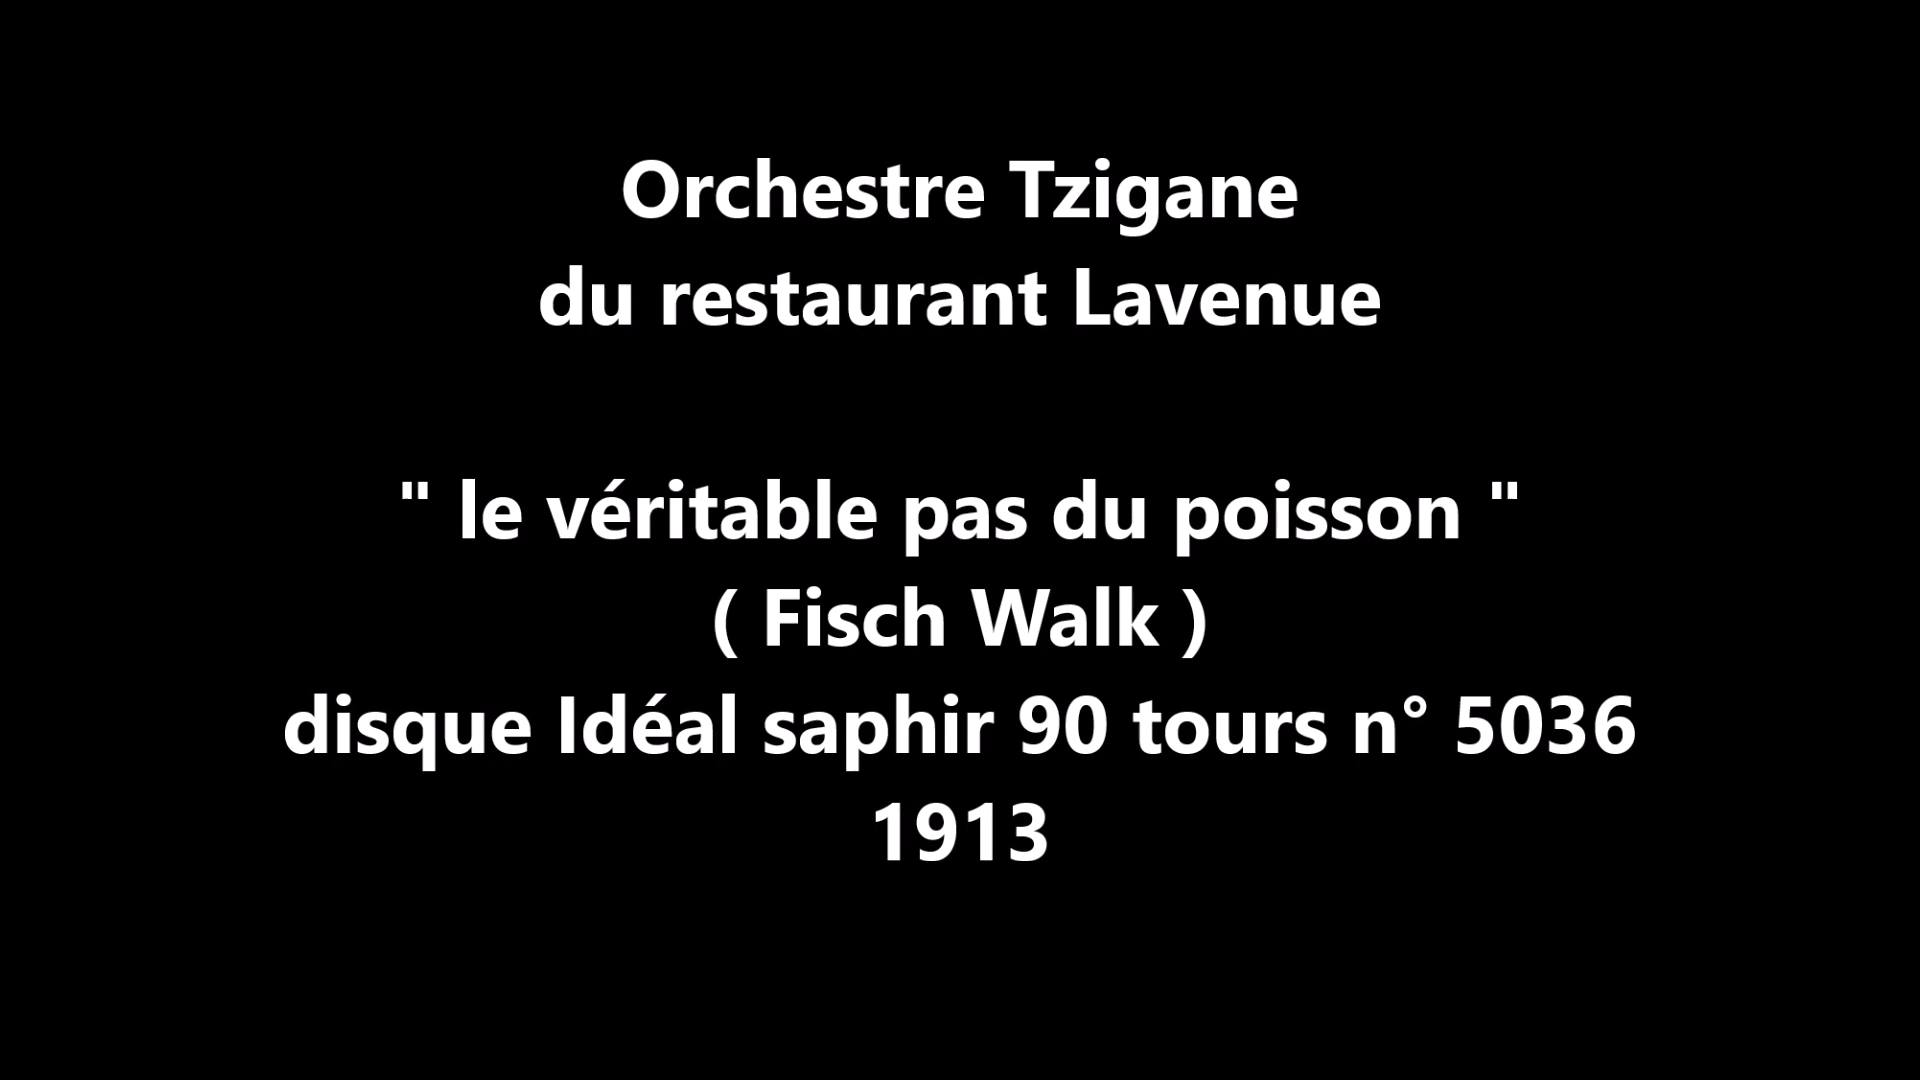 Orchestre Tzigane
du restaurant Lavenue
" le véritable pas du poisson "
( Fisch Walk )
disque Idéal saphir 90 tours n° 5036
1913